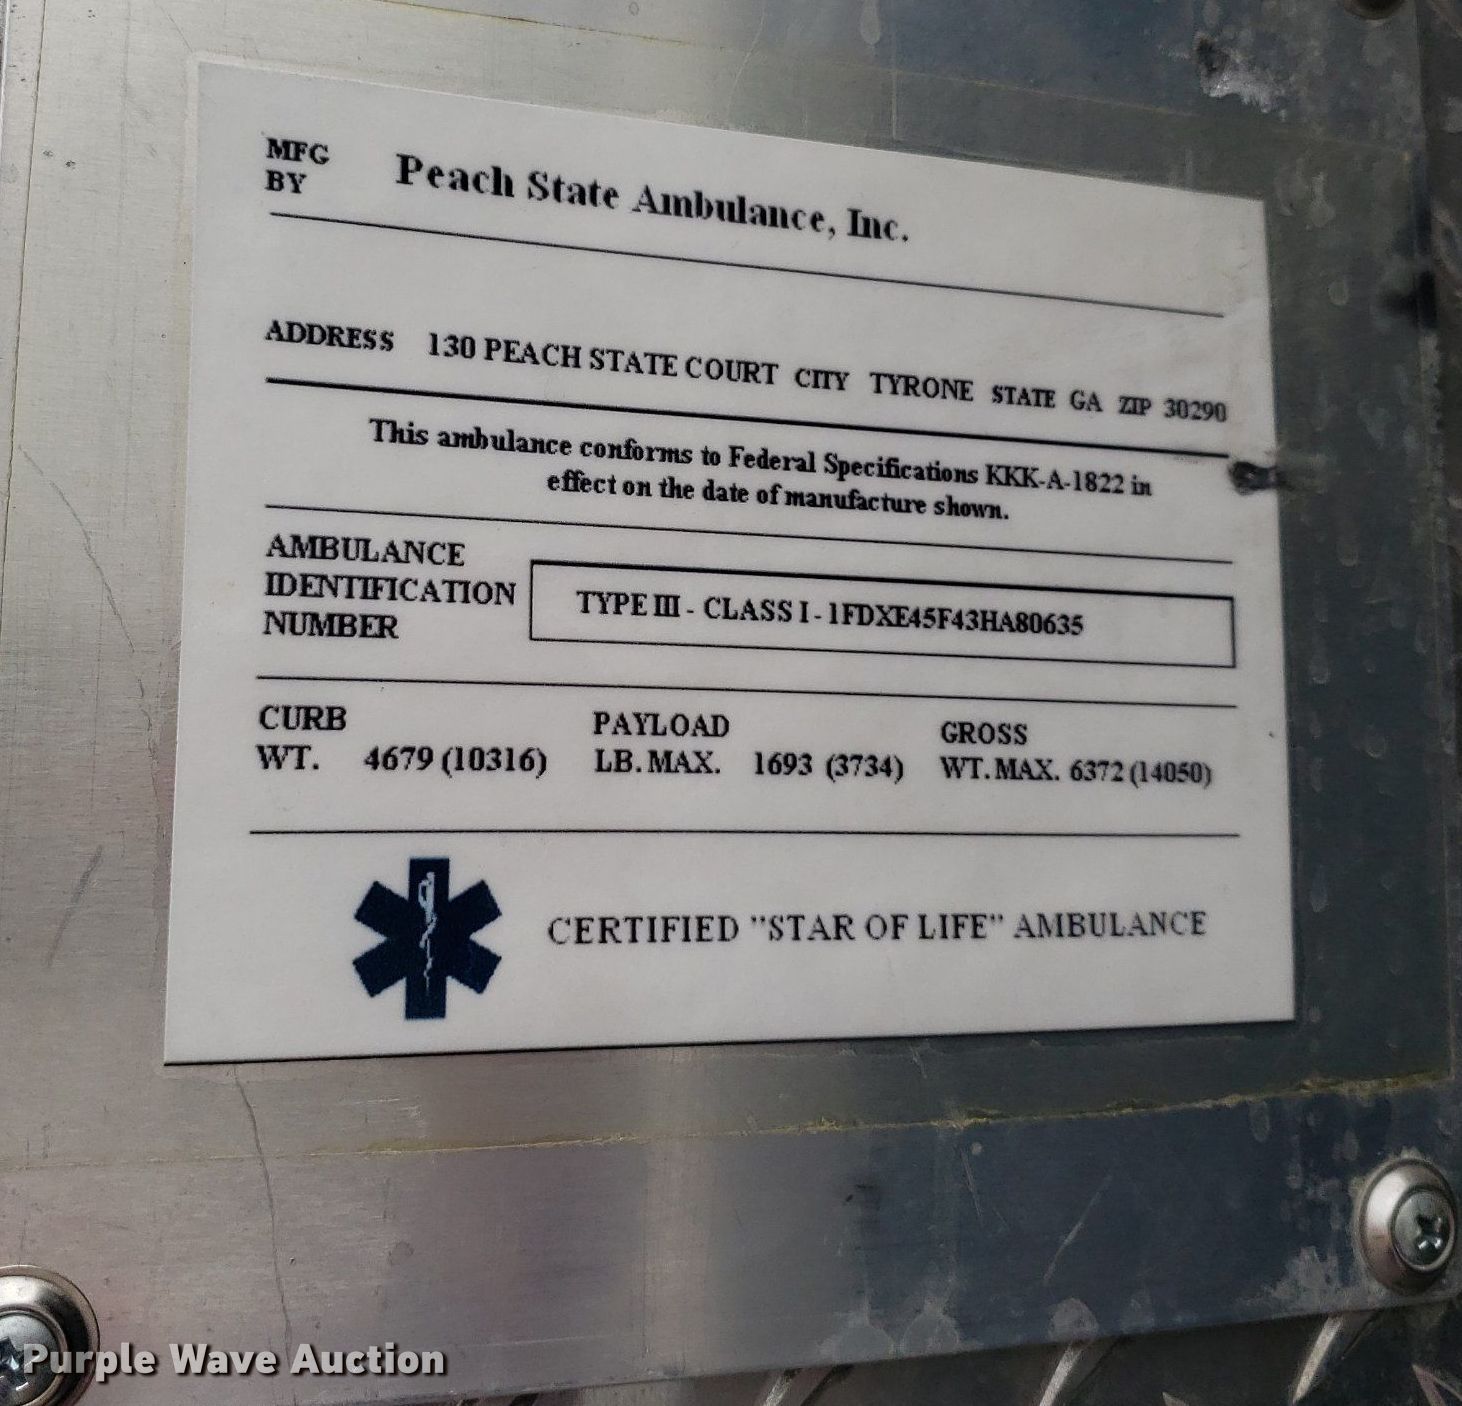 MFG
BY Peach State Ambulance, Inc.
ADDRESS 130 PEACH STATE COURT CITY TYRONE STATE GA ZIP 30290
This ambulance conforms to Federal Specifications KKK-A-1822 in
effect on the date of manufacture shown.
AMBULANCE
IDENTIFICATION
NUMBER
TYPE III - CLASS I - 1FDXE45F43HA80635
CURB
WT. 4679 (10316)
PAYLOAD
LB. MAX. 1693 (3734)
GROSS
WT. MAX. 6372 (14050)
CERTIFIED "STAR OF LIFE" AMBULANCE
Purple Wave Auction